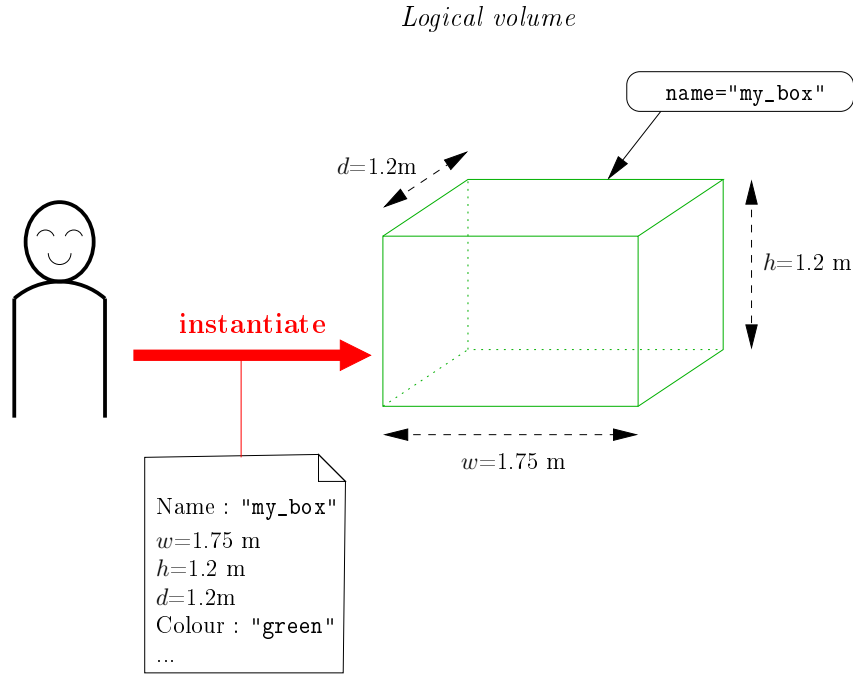 Logical volume
name="my_box"
d=1.2m
h=1.2 m
instantiate
w=1.75 m
Name : "my_box"
w=1.75 m
h=1.2 m
d=1.2m
Colour : "green"
...